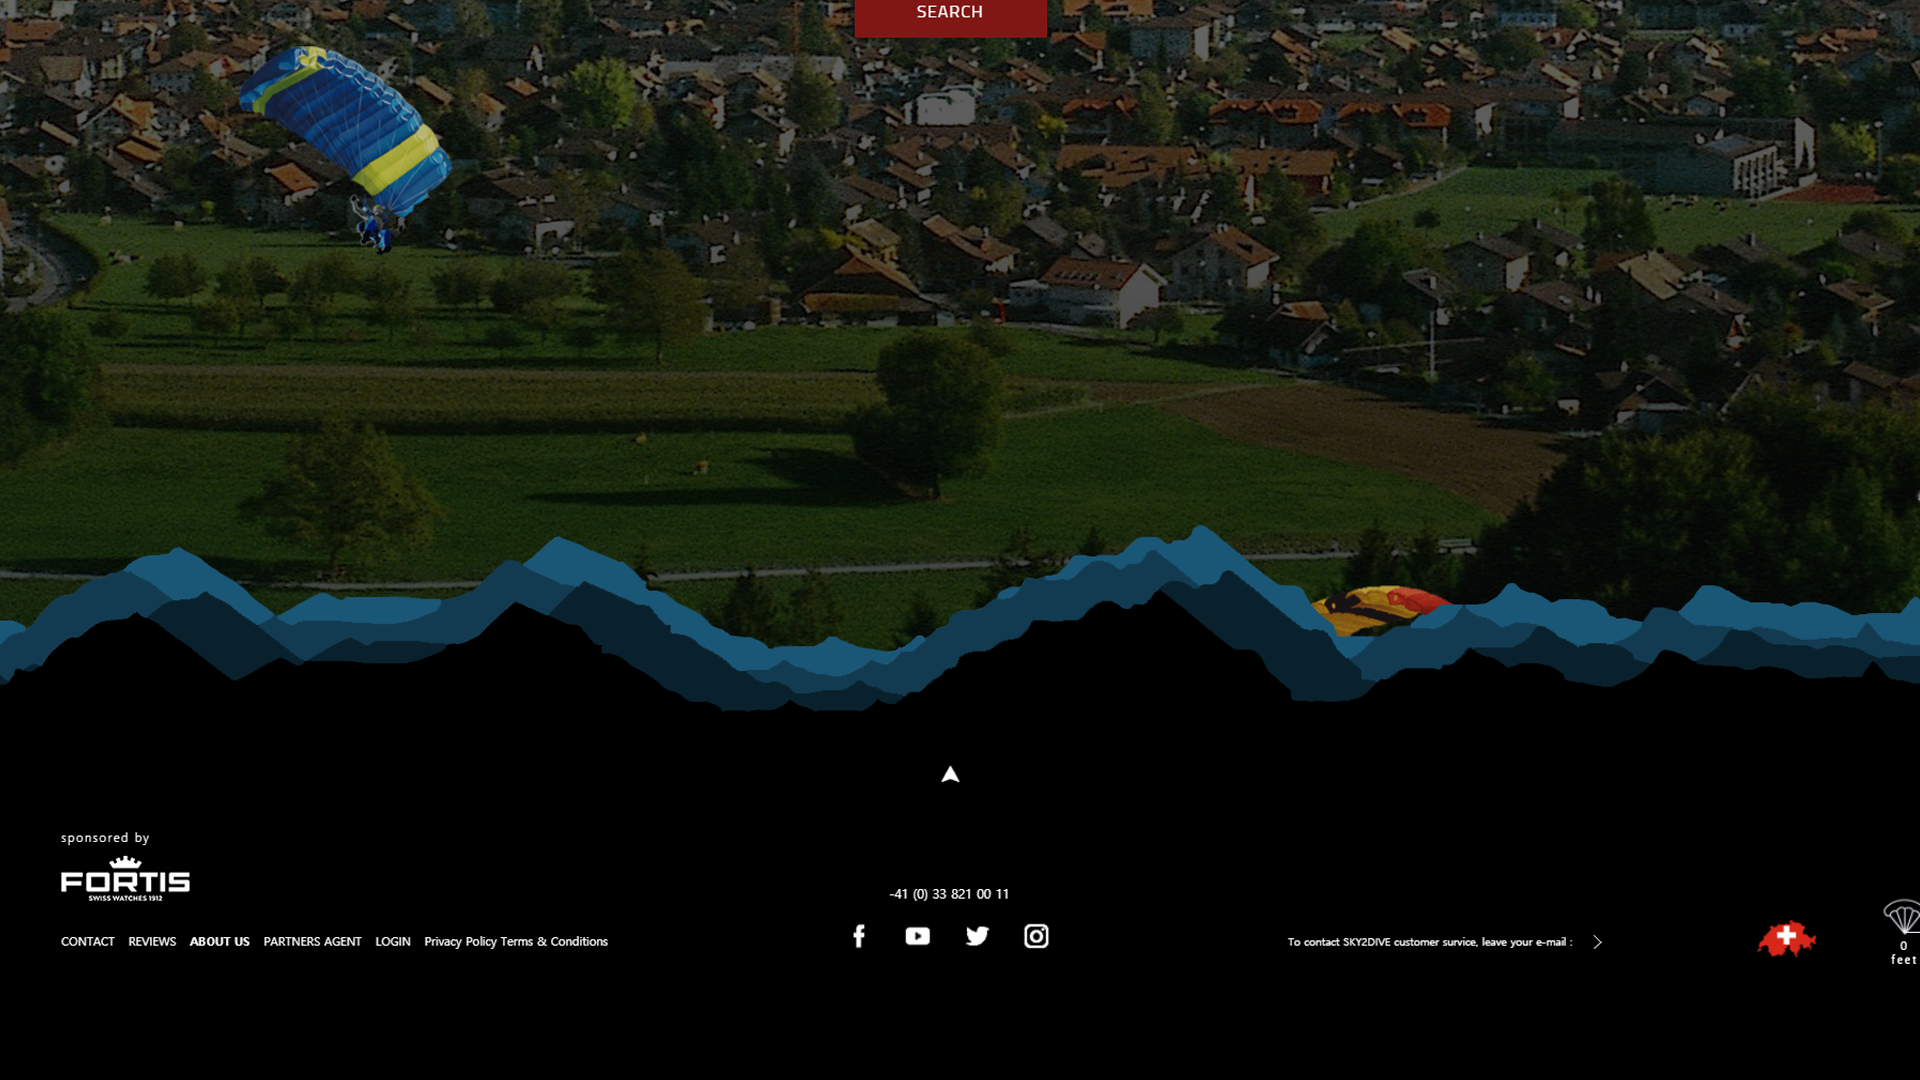 SEARCH
sponsored by
FORTIS
SWISS WATCHES 1912
-41 (0) 33 821 00 11
CONTACT REVIEWS ABOUT US PARTNERS AGENT LOGIN Privacy Policy Terms & Conditions
To contact SKY2DIVE customer survice, leave your e-mail :
0
feet